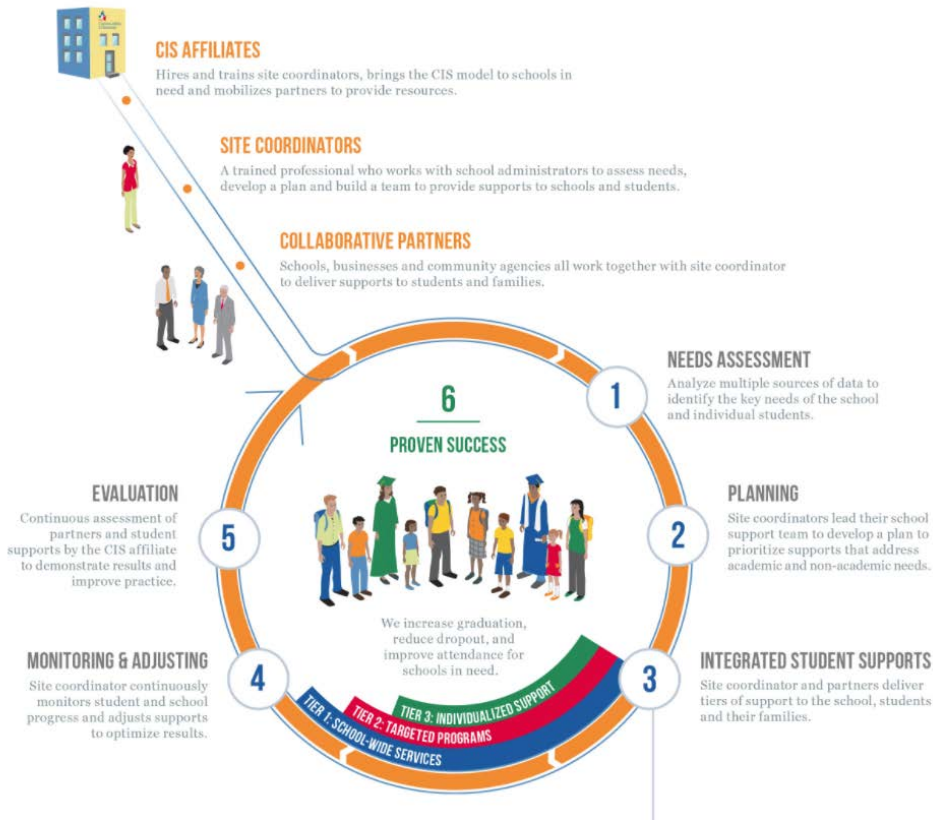 CIS AFFILIATES
Hires and trains site coordinators, brings the CIS model to schools in
need and mobilizes partners to provide resources.
SITE COORDINATORS
A trained professional who works with school administrators to assess needs,
develop a plan and build a team to provide supports to schools and students.
COLLABORATIVE PARTNERS
Schools, businesses and community agencies all work together with site coordinator
to deliver supports to students and families.
1
NEEDS ASSESSMENT
Analyze multiple sources of data to
identify the key needs of the school
and individual students.
2
PLANNING
Site coordinators lead their school
support team to develop a plan to
prioritize supports that address
academic and non-academic needs.
3
INTEGRATED STUDENT SUPPORTS
Site coordinator and partners deliver
tiers of support to the school, students
and their families.
TIER 3: INDIVIDUALIZED SUPPORT
TIER 2: TARGETED PROGRAMS
TIER 1: SCHOOL-WIDE SERVICES
4
MONITORING & ADJUSTING
Site coordinator continuously
monitors student and school
progress and adjusts supports
to optimize results.
5
EVALUATION
Continuous assessment of
partners and student
supports by the CIS affiliate
to demonstrate results and
improve practice.
6
PROVEN SUCCESS
We increase graduation,
reduce dropout, and
improve attendance for
schools in need.